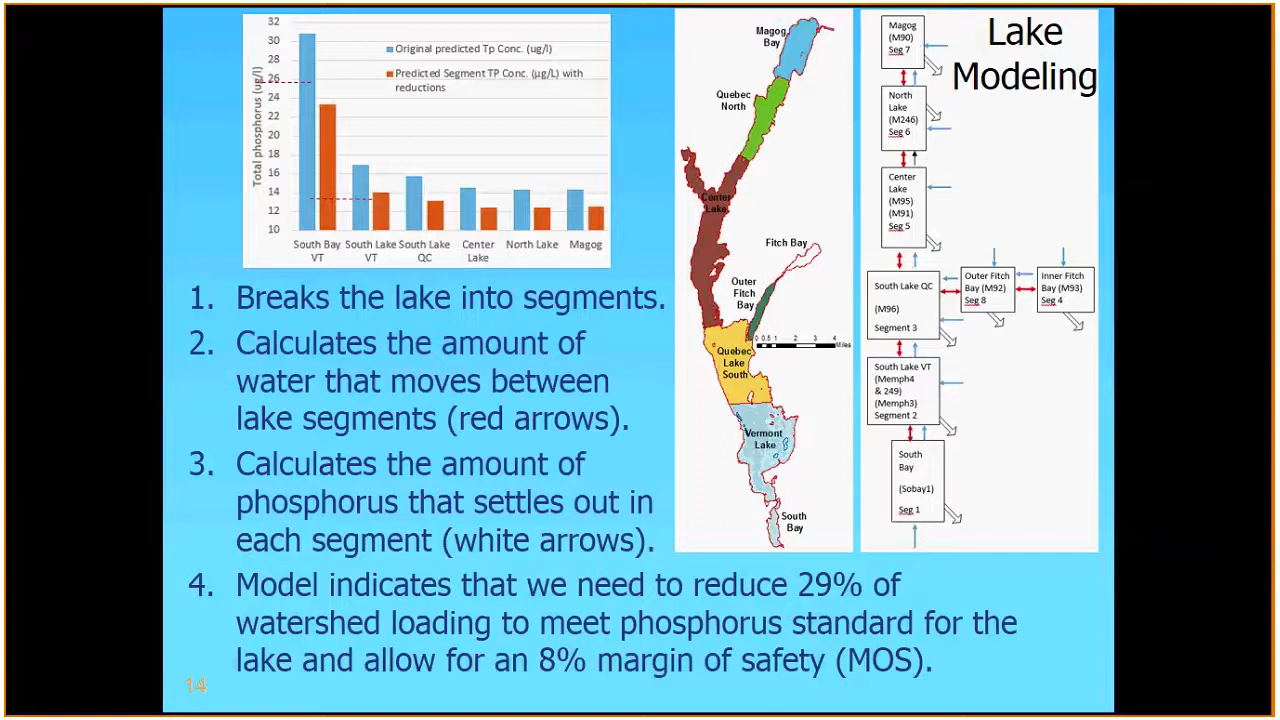 Lake
Modeling
32
30
28
26
24
22
20
18
16
14
12
10
Total phosphorus (ug/l)
Original predicted Tp Conc. (ug/l)
Predicted Segment TP Conc. (µg/L) with
reductions
South Bay
VT
South Lake
VT
South Lake
QC
Center
Lake
North Lake
Magog
Magog
Bay
Quebec
North
Center
Lake
Fitch Bay
Outer
Fitch
Bay
0 0.5 1 2 3 4
Miles
Quebec
Lake
South
Vermont
Lake
South
Bay
Magog
(M90)
Seg 7
North
Lake
(M246)
Seg 6
Center
Lake
(M95)
(M91)
Seg 5
South Lake QC
(M96)
Segment 3
Outer Fitch
Bay (M92)
Seg 8
Inner Fitch
Bay (M93)
Seg 4
South Lake VT
(Memph4
& 249)
(Memph3)
Segment 2
South
Bay
(Sobay1)
Seg 1
1. Breaks the lake into segments.
2. Calculates the amount of
water that moves between
lake segments (red arrows).
3. Calculates the amount of
phosphorus that settles out in
each segment (white arrows).
4. Model indicates that we need to reduce 29% of
watershed loading to meet phosphorus standard for the
lake and allow for an 8% margin of safety (MOS).
14